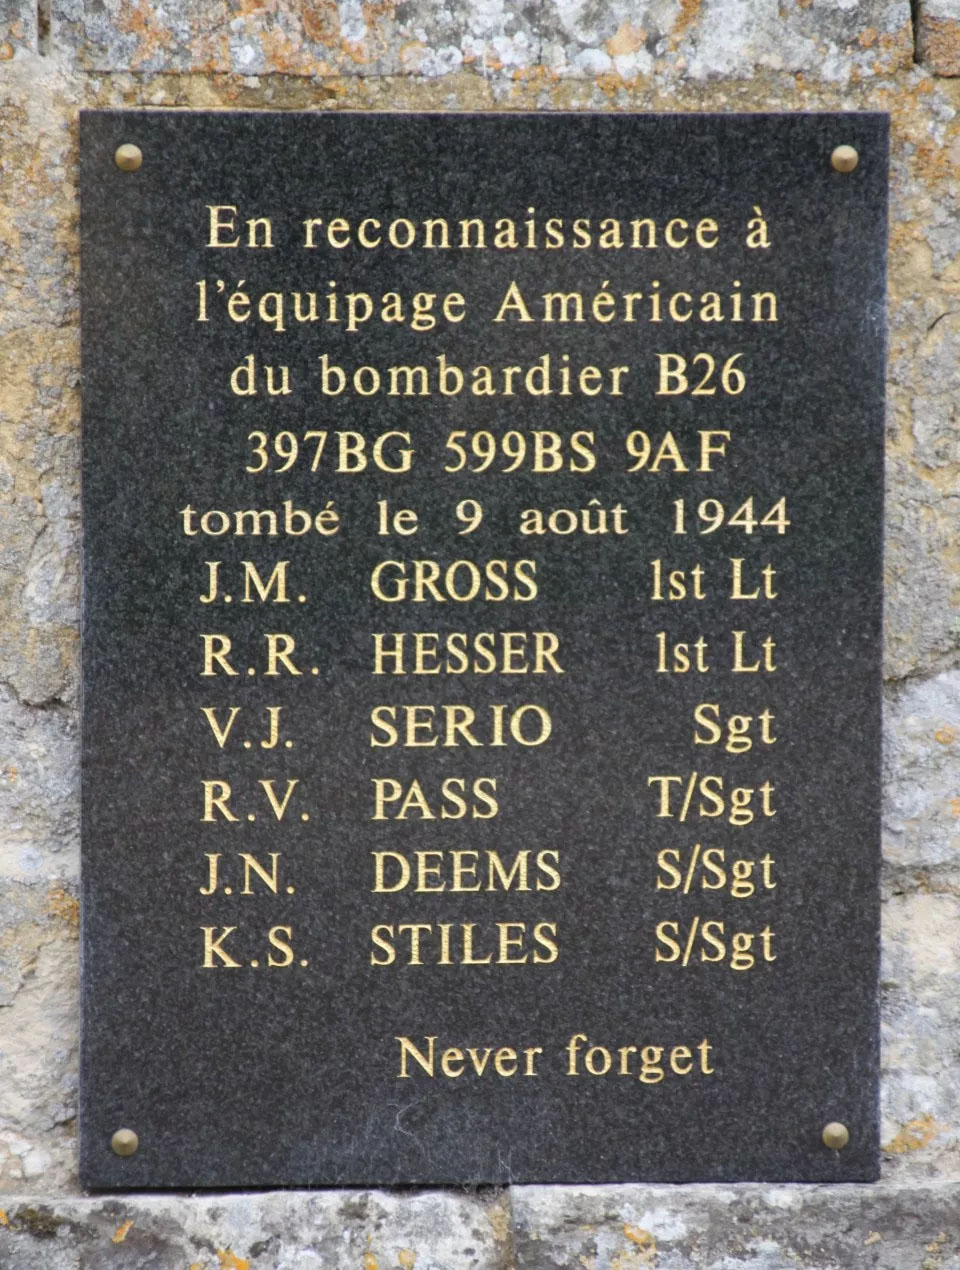 En reconnaissance à
l'équipage Américain
du bombardier B26
397BG 599BS 9AF
tombé le 9 août 1944
J.M. GROSS 1st Lt
R.R. HESSER 1st Lt
V.J. SERIO Sgt
R.V. PASS T/Sgt
J.N. DEEMS S/Sgt
K.S. STILES S/Sgt
Never forget